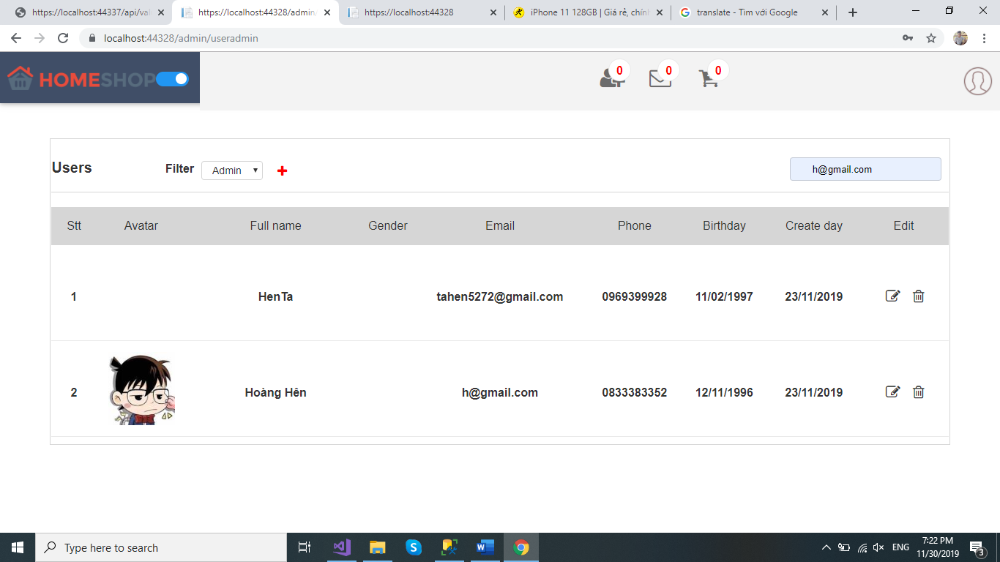 https://localhost:44337/api/val
https://localhost:44328/admin/
https://localhost:44328
iPhone 11 128GB | Giá rẻ, chính
translate - Tìm với Google
localhost:44328/admin/useradmin
HOMESHOP
0
0
0
Users
Filter
Admin
h@gmail.com
Stt Avatar Full name Gender Email Phone Birthday Create day Edit
1 HenTa tahen5272@gmail.com 0969399928 11/02/1997 23/11/2019
2 Hoàng Hên h@gmail.com 0833383352 12/11/1996 23/11/2019
Type here to search
ENG
7:22 PM
11/30/2019
3